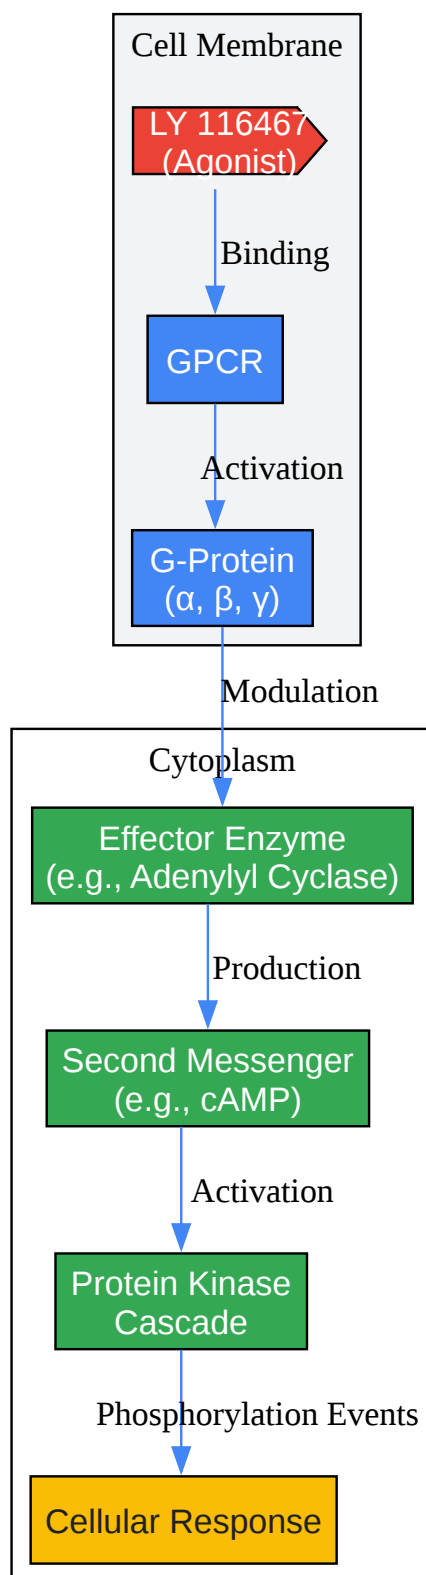 Cell Membrane
LY 116467
(Agonist)
Binding
GPCR
Activation
G-Protein
(α, β, γ)
Modulation
Cytoplasm
Effector Enzyme
(e.g., Adenylyl Cyclase)
Production
Second Messenger
(e.g., cAMP)
Activation
Protein Kinase
Cascade
Phosphorylation Events
Cellular Response